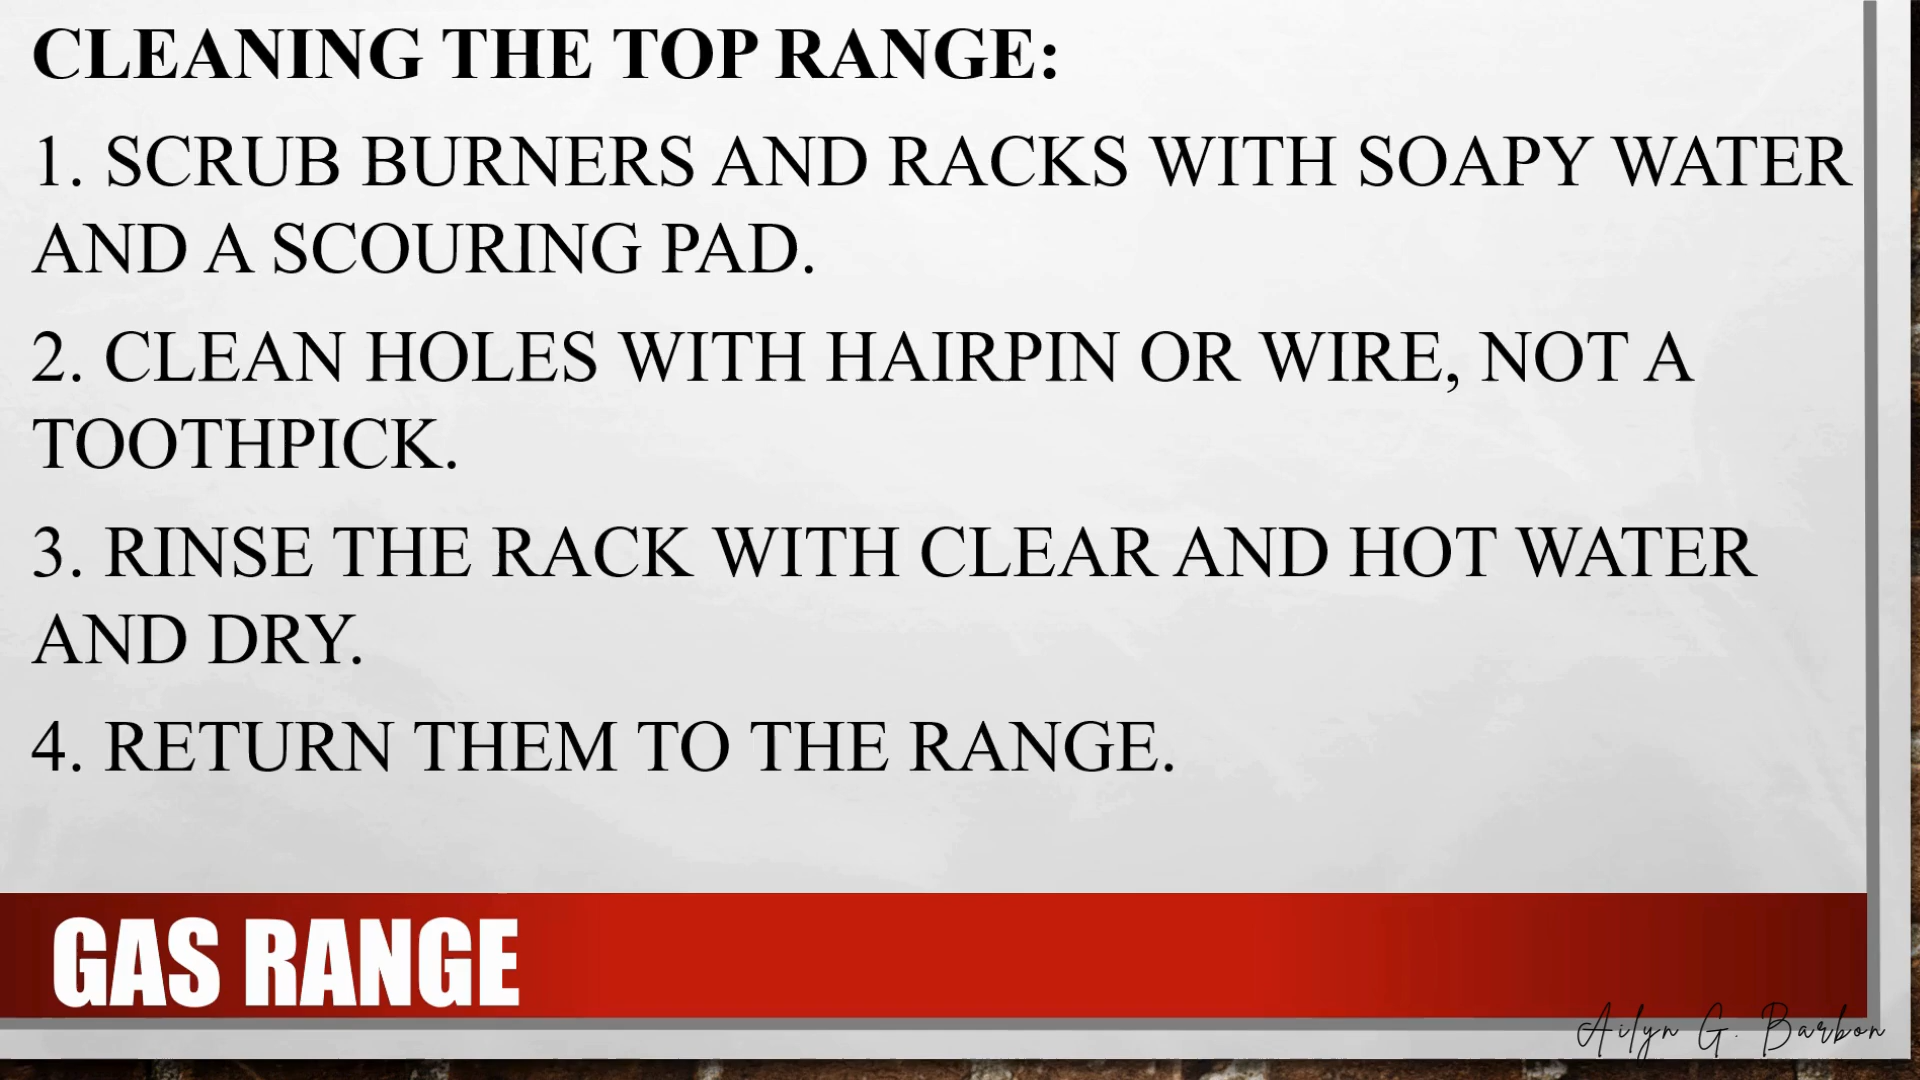 CLEANING THE TOP RANGE:
1. SCRUB BURNERS AND RACKS WITH SOAPY WATER
AND A SCOURING PAD.
2. CLEAN HOLES WITH HAIRPIN OR WIRE, NOT A
TOOTHPICK.
3. RINSE THE RACK WITH CLEAR AND HOT WATER
AND DRY.
4. RETURN THEM TO THE RANGE.
GAS RANGE
Ailyn G. Barbon